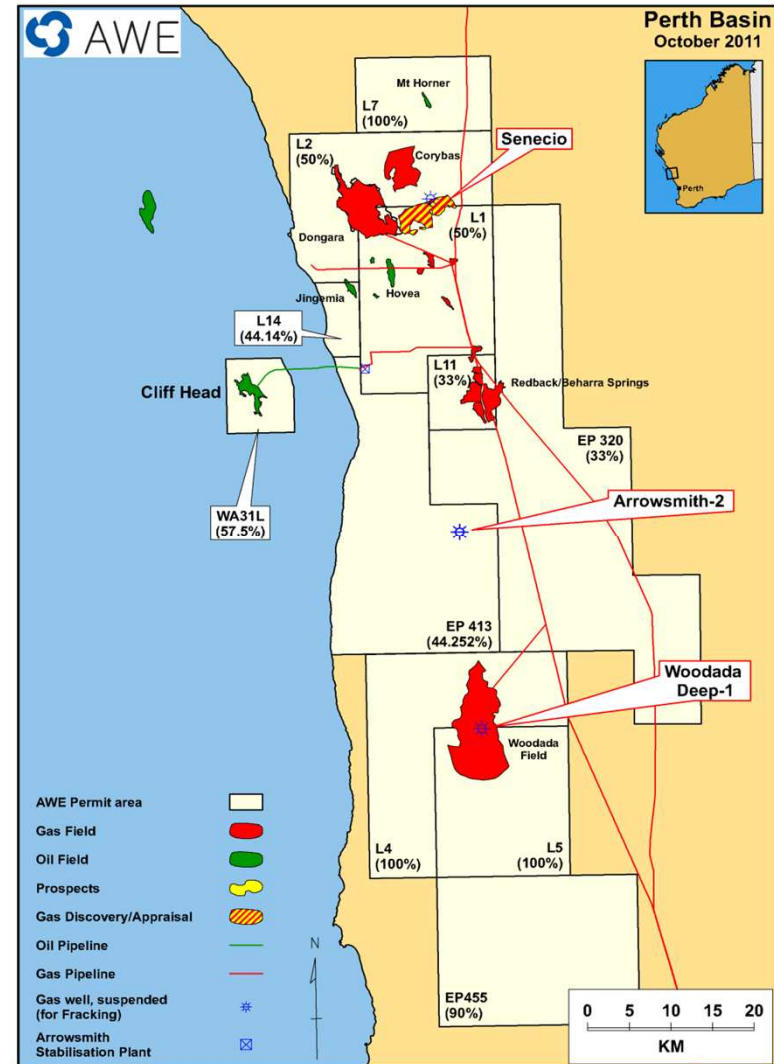 AWE
Perth Basin
October 2011
Perth
Mt Horner
L7
(100%)
L2
(50%)
Corybas
Senecio
L1
(50%)
Dongara
Jingemia
Hovea
L14
(44.14%)
L11
(33%)
Redback/Beharra Springs
Cliff Head
EP 320
(33%)
WA31L
(57.5%)
Arrowsmith-2
EP 413
(44.252%)
Woodada
Deep-1
Woodada
Field
L4
(100%)
L5
(100%)
EP455
(90%)
AWE Permit area
Gas Field
Oil Field
Prospects
Gas Discovery/Appraisal
Oil Pipeline
Gas Pipeline
Gas well, suspended
(for Fracking)
Arrowsmith
Stabilisation Plant
N
0 5 10 15 20
KM